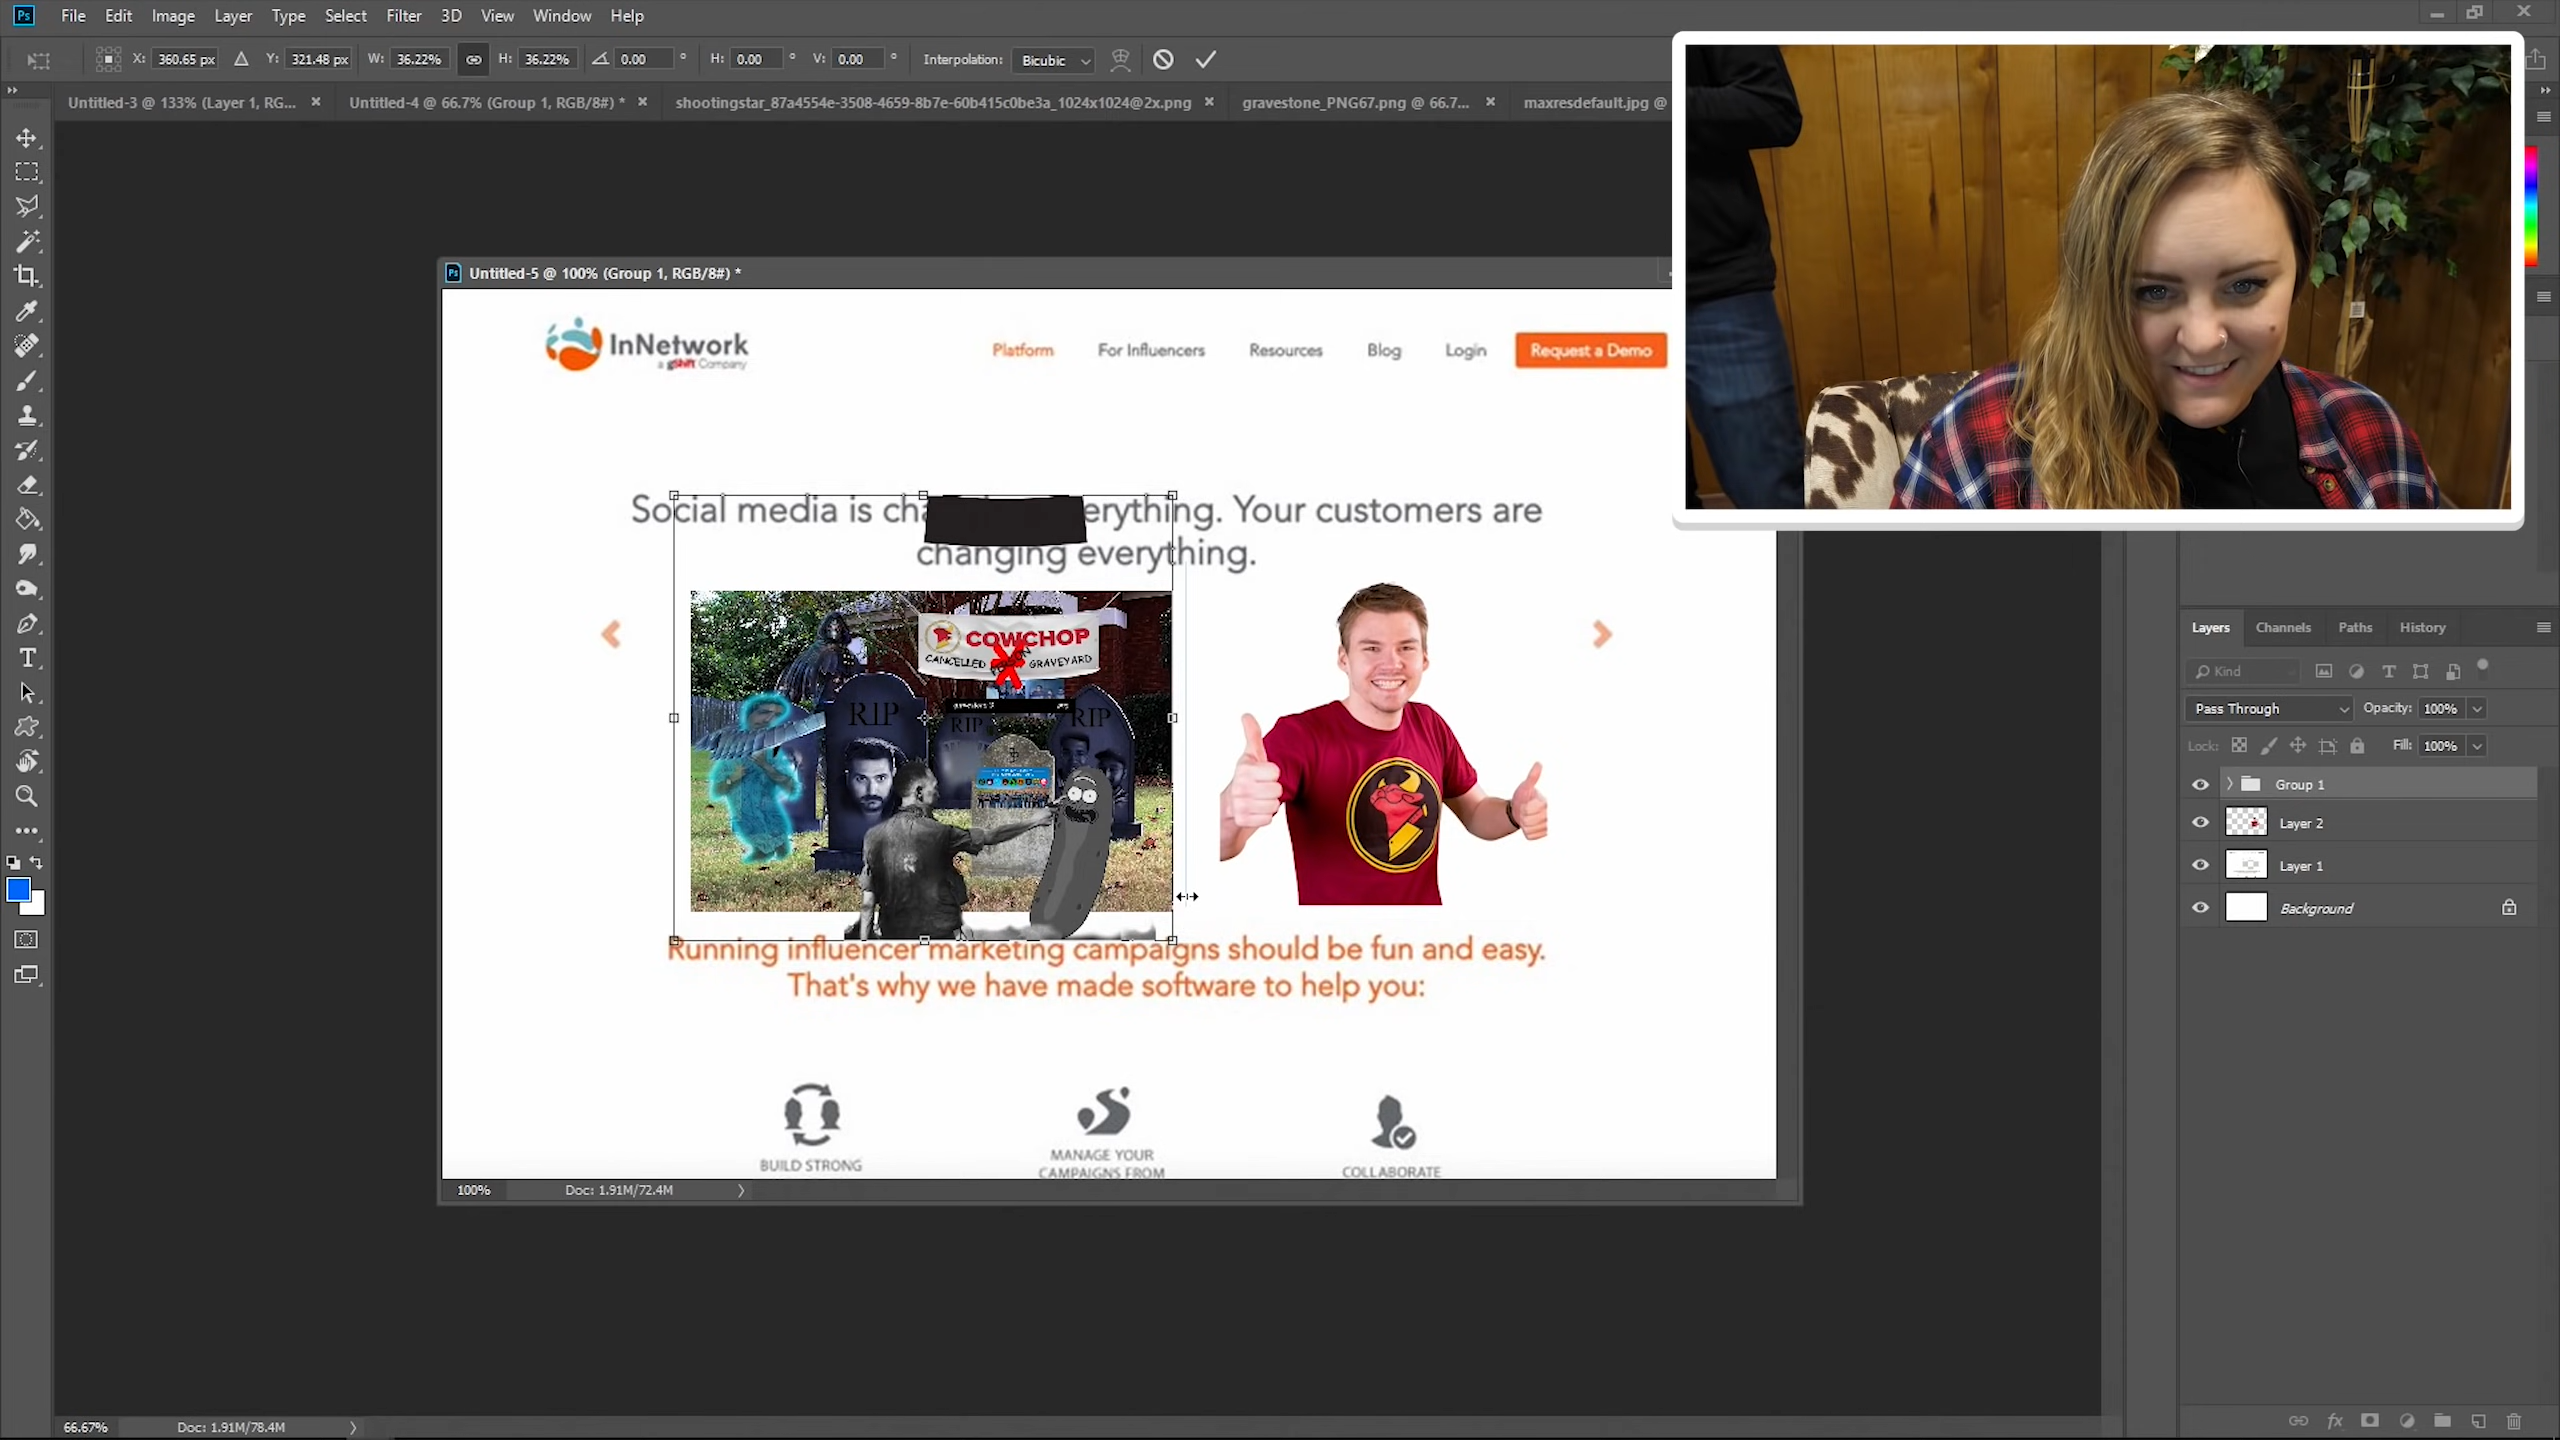 Ps File Edit Image Layer Type Select Filter 3D View Window Help
X: 360.65 px Y: 321.48 px W: 36.22% H: 36.22% 0.00 ° H: 0.00 ° V: 0.00 ° Interpolation: Bicubic
Untitled-3 @ 133% (Layer 1, RG... × Untitled-4 @ 66.7% (Group 1, RGB/8#) * × shootingstar_87a4554e-3508-4659-8b7e-60b415c0be3a_1024x1024@2x.png × gravestone_PNG67.png @ 66.7... × maxresdefault.jpg @
Ps Untitled-5 @ 100% (Group 1, RGB/8#) *
InNetwork
a gShift Company
Platform For Influencers Resources Blog Login Request a Demo
Social media is cha erything. Your customers are
changing everything.
COWCHOP
CANCELLED GRAVEYARD
RIP RIP RIP
Running influencer marketing campaigns should be fun and easy.
That's why we have made software to help you:
BUILD STRONG
MANAGE YOUR
CAMPAIGNS FROM
COLLABORATE
100% Doc: 1.91M/72.4M
66.67% Doc: 1.91M/78.4M
Layers Channels Paths History
Kind
Pass Through Opacity: 100%
Lock: Fill: 100%
Group 1
Layer 2
Layer 1
Background